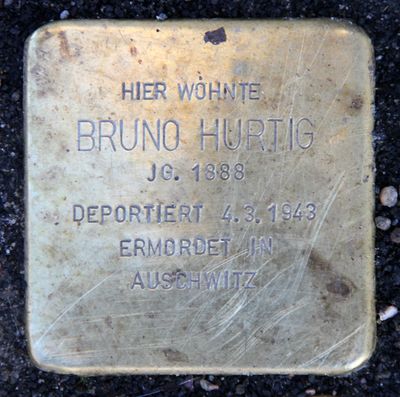 HIER WOHNTE
BRUNO HURTIG
JG. 1888
DEPORTIERT 4.3.1943
ERMORDET IN
AUSCHWITZ